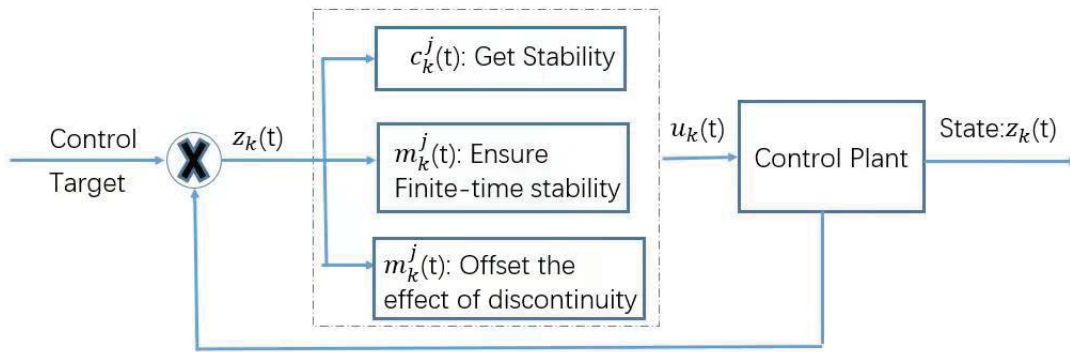 Control
Target
z_k(t)
c_k^j(t): Get Stability
m_k^j(t): Ensure
Finite-time stability
m_k^j(t): Offset the
effect of discontinuity
u_k(t)
Control Plant
State:z_k(t)